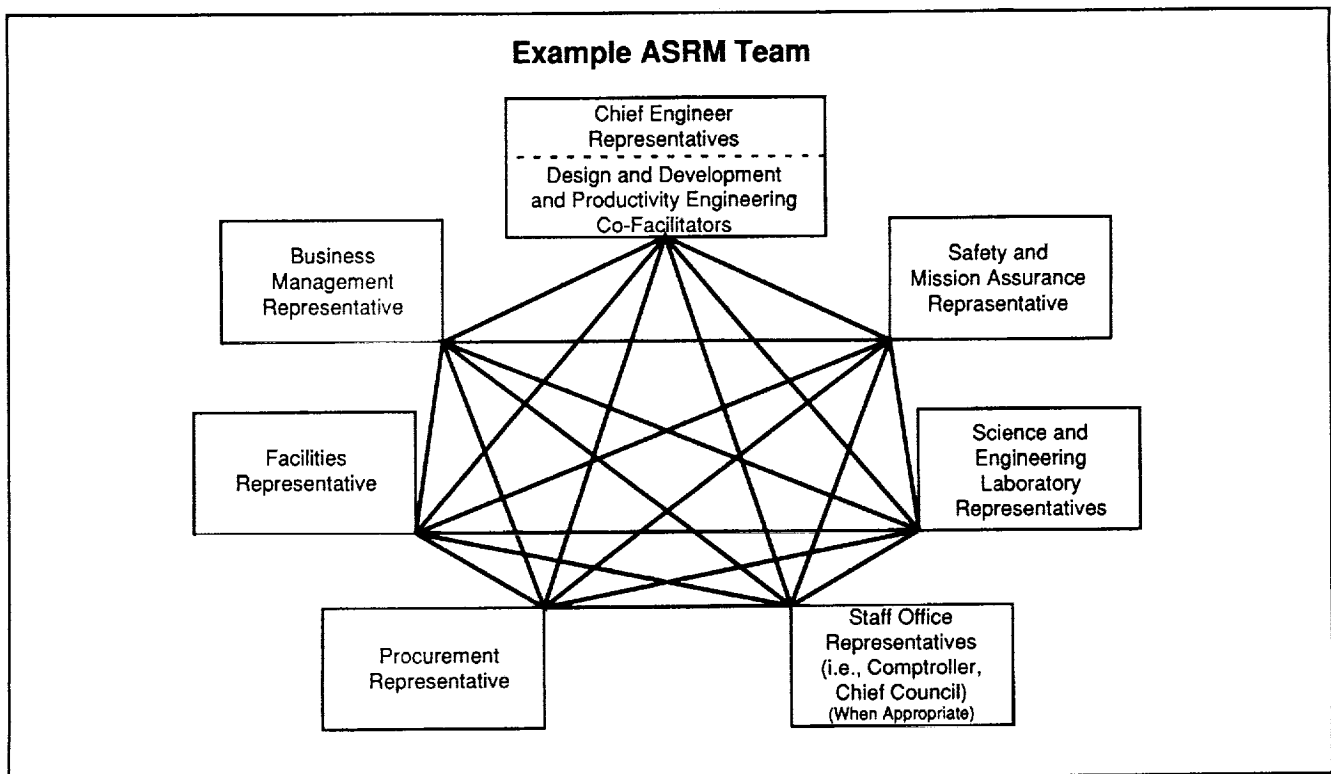 Example ASRM Team
Chief Engineer
Representatives
Design and Development
and Productivity Engineering
Co-Facilitators
Business
Management
Representative
Safety and
Mission Assurance
Reprasentative
Facilities
Representative
Science and
Engineering
Laboratory
Representatives
Procurement
Representative
Staff Office
Representatives
(i.e., Comptroller,
Chief Council)
(When Appropriate)